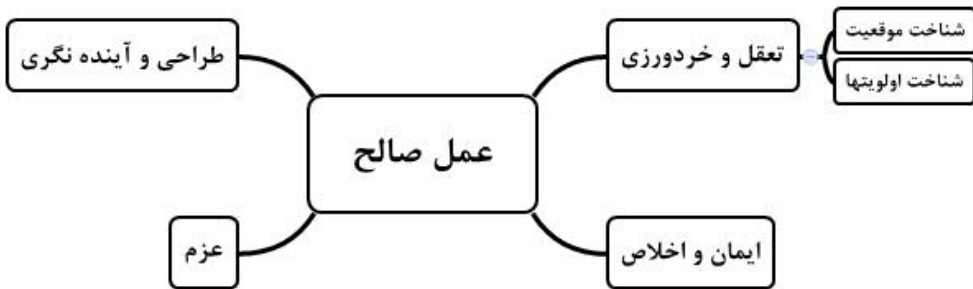 شناخت موقعیت
تعقل و خردورزی
شناخت اولویتها
طراحی و آینده نگری
عمل صالح
ایمان و اخلاص
عزم